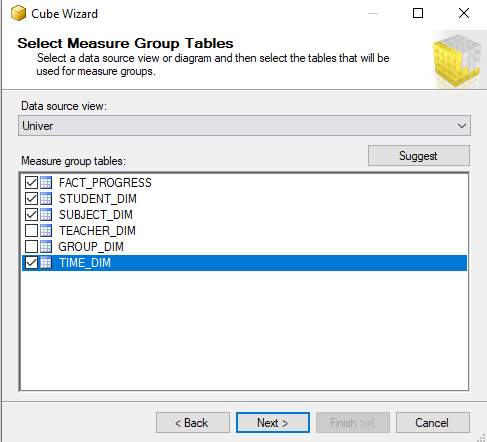 Cube Wizard
Select Measure Group Tables
Select a data source view or diagram and then select the tables that will be
used for measure groups.
Data source view:
Univer
Measure group tables:
Suggest
FACT_PROGRESS
STUDENT_DIM
SUBJECT_DIM
TEACHER_DIM
GROUP_DIM
TIME_DIM
< Back
Next >
Finish >>|
Cancel